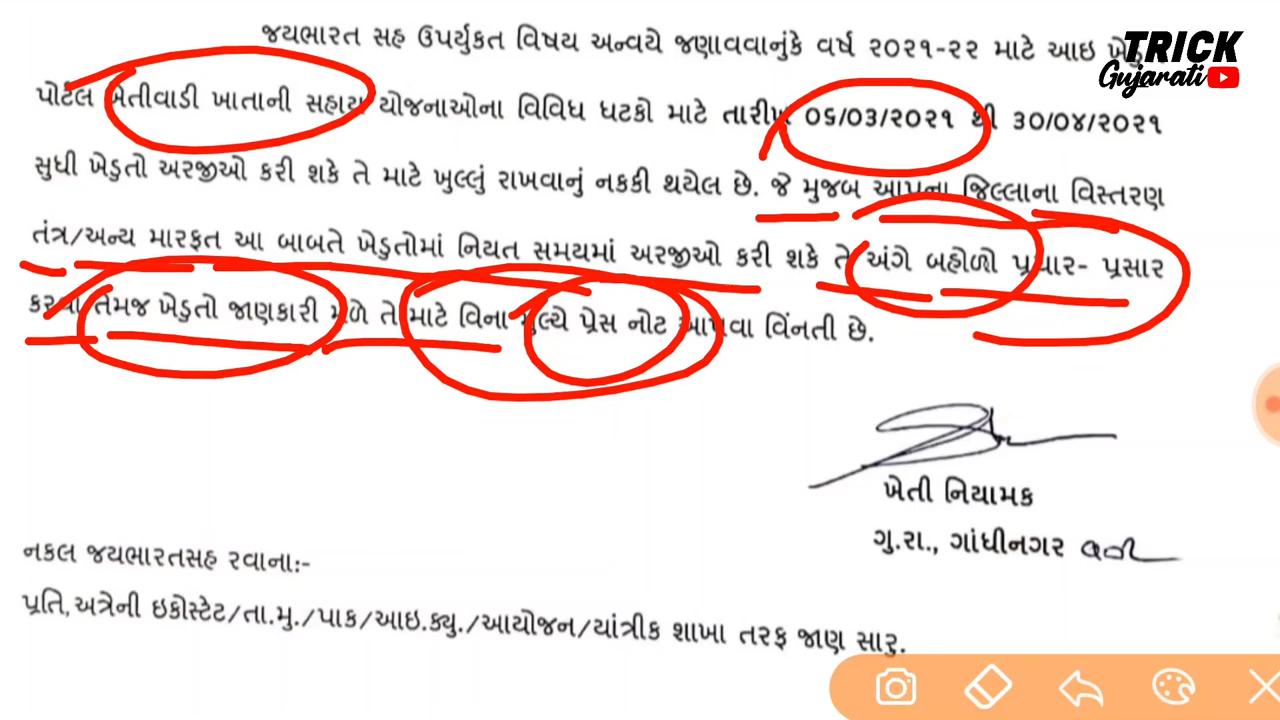 TRICK
Gujarati
જયભારત સહ ઉપર્યુકત વિષય અન્વયે જણાવવાનુંકે વર્ષ ૨૦૨૧-૨૨ માટે આઇ ખેડુત
પોર્ટલ ખેતીવાડી ખાતાની સહાય યોજનાઓના વિવિધ ઘટકો માટે તારીખ ૦૬/૦૩/૨૦૨૧ થી ૩૦/૦૪/૨૦૨૧
સુધી ખેડુતો અરજીઓ કરી શકે તે માટે ખુલ્લું રાખવાનું નકકી થયેલ છે. જે મુજબ આપના જિલ્લાના વિસ્તરણ
તંત્ર/અન્ય મારફત આ બાબતે ખેડુતોમાં નિયત સમયમાં અરજીઓ કરી શકે તે અંગે બહોળો પ્રચાર- પ્રસાર
કરવા તેમજ ખેડુતો જાણકારી મળે તે માટે વિના મુલ્યે પ્રેસ નોટ આપવા વિંનતી છે.
ખેતી નિયામક
ગુ.રા., ગાંધીનગર વતી
નકલ જયભારતસહ રવાના:-
પ્રતિ,અત્રેની ઇકોસ્ટેટ/તા.મુ./પાક/આઇ.ક્યુ./આયોજન/યાંત્રીક શાખા તરફ જાણ સારુ.